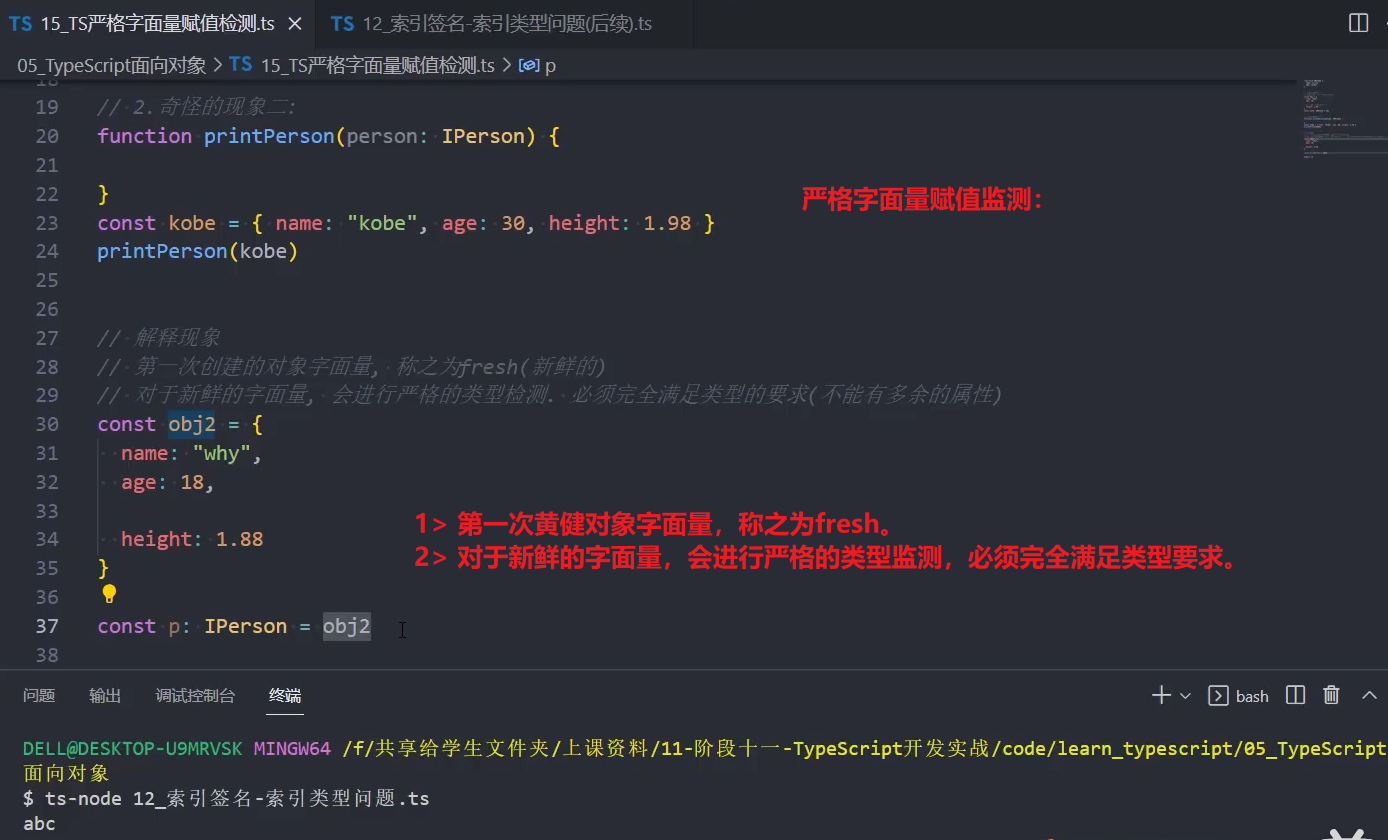 TS 15_TS严格字面量赋值检测.ts × TS 12_索引签名-索引类型问题(后续).ts
05_TypeScript面向对象 > TS 15_TS严格字面量赋值检测.ts > p
18
19 // 2.奇怪的现象二:
20 function printPerson(person: IPerson) {
21
22 }
严格字面量赋值监测：
23 const kobe = { name: "kobe", age: 30, height: 1.98 }
24 printPerson(kobe)
25
26
27 // 解释现象
28 // 第一次创建的对象字面量, 称之为fresh(新鲜的)
29 // 对于新鲜的字面量, 会进行严格的类型检测. 必须完全满足类型的要求(不能有多余的属性)
30 const obj2 = {
31 name: "why",
32 age: 18,
33
1> 第一次黄健对象字面量，称之为fresh。
34 height: 1.88
2> 对于新鲜的字面量，会进行严格的类型监测，必须完全满足类型要求。
35 }
36
37 const p: IPerson = obj2
38
问题 输出 调试控制台 终端 bash
DELL@DESKTOP-U9MRVSK MINGW64 /f/共享给学生文件夹/上课资料/11-阶段十一-TypeScript开发实战/code/learn_typescript/05_TypeScript
面向对象
$ ts-node 12_索引签名-索引类型问题.ts
abc